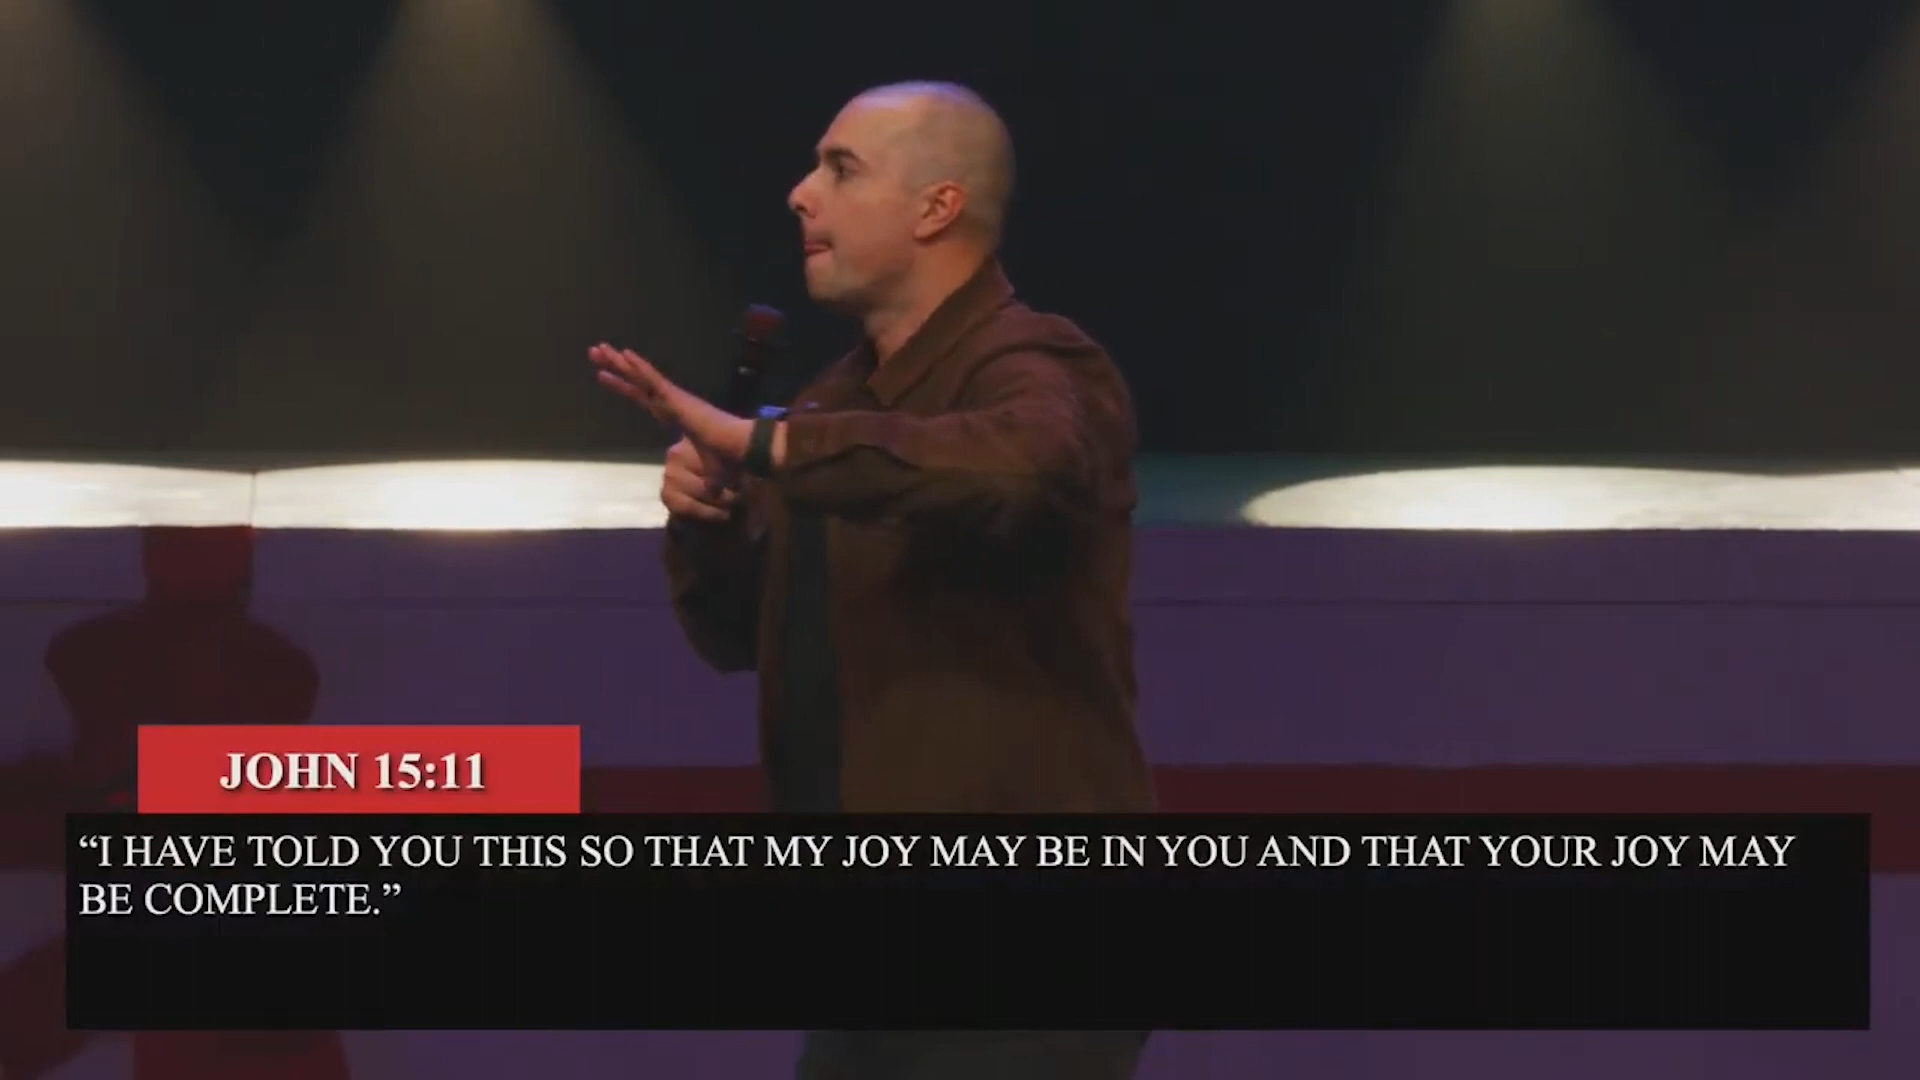 JOHN 15:11
“I HAVE TOLD YOU THIS SO THAT MY JOY MAY BE IN YOU AND THAT YOUR JOY MAY
BE COMPLETE.”